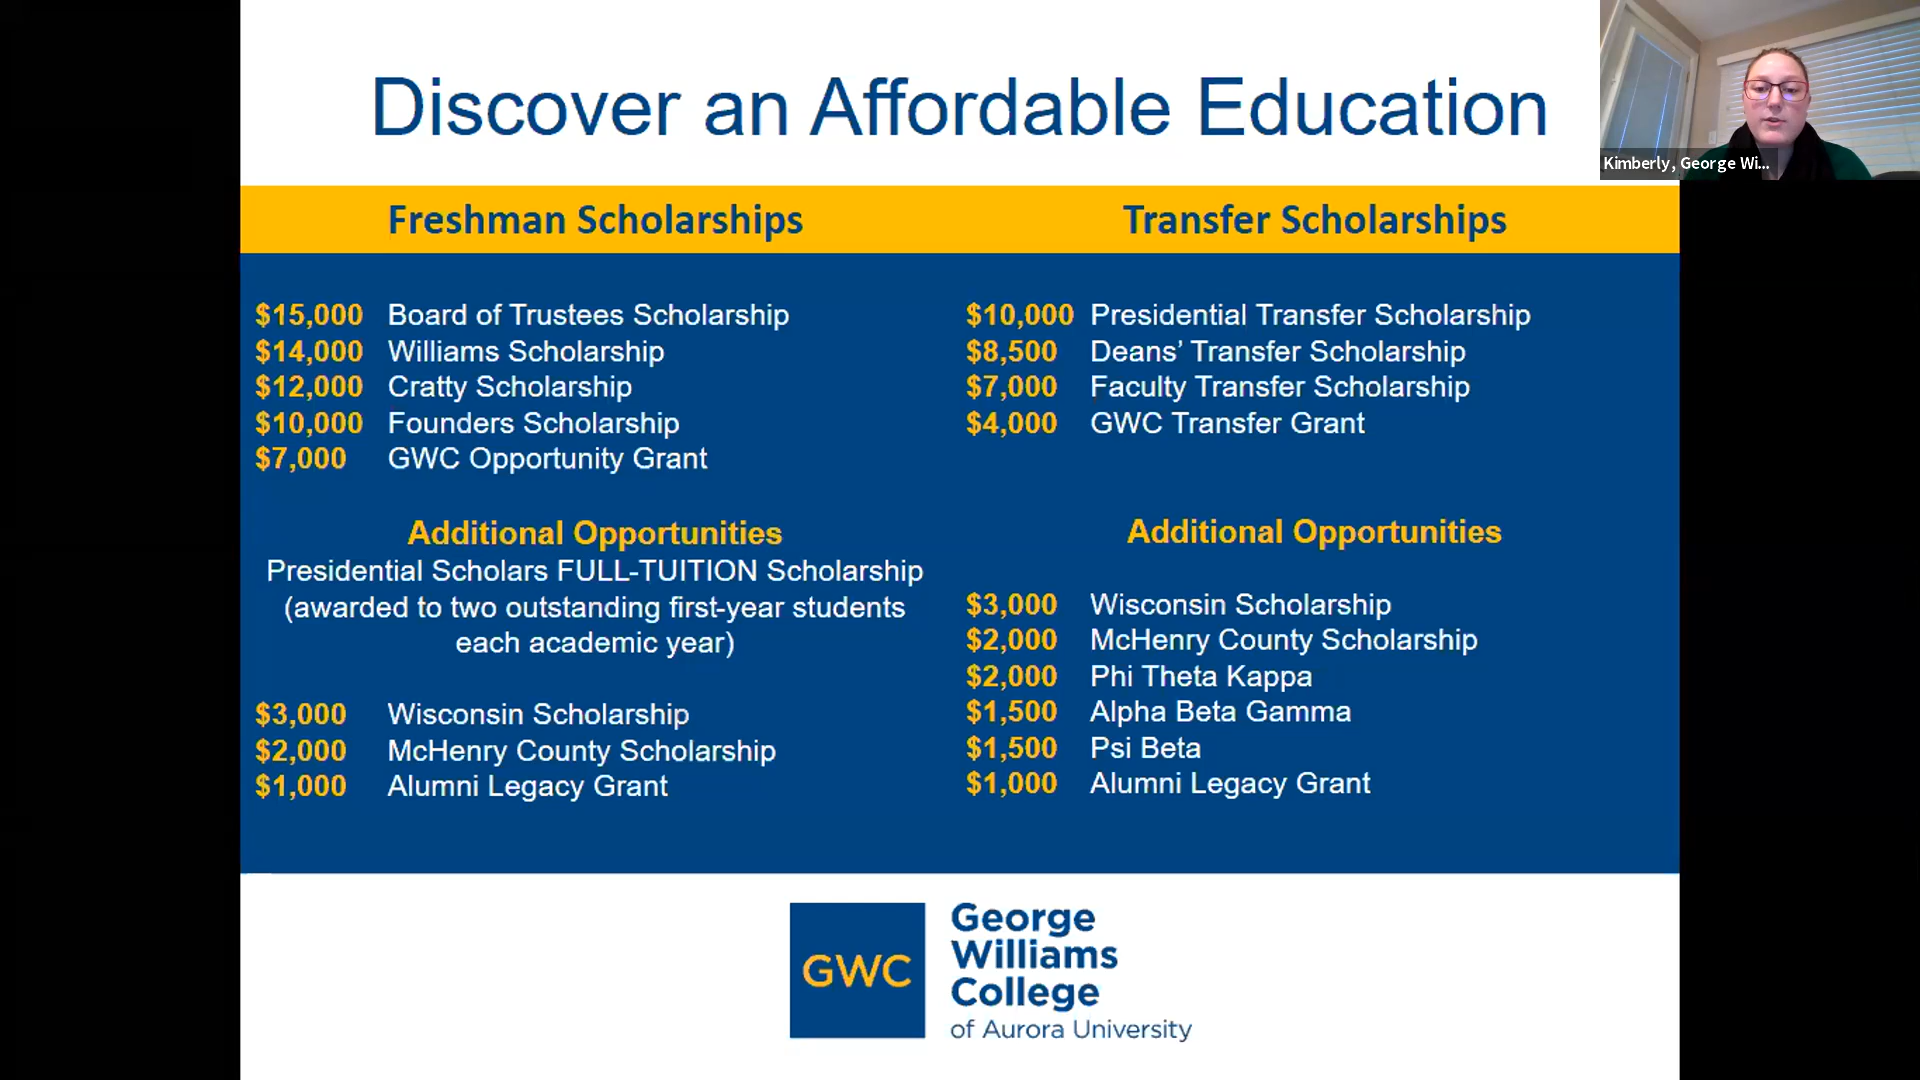 Discover an Affordable Education
Kimberly, George Wi...
Freshman Scholarships
$15,000 Board of Trustees Scholarship
$14,000 Williams Scholarship
$12,000 Cratty Scholarship
$10,000 Founders Scholarship
$7,000 GWC Opportunity Grant
Additional Opportunities
Presidential Scholars FULL-TUITION Scholarship
(awarded to two outstanding first-year students
each academic year)
$3,000 Wisconsin Scholarship
$2,000 McHenry County Scholarship
$1,000 Alumni Legacy Grant
Transfer Scholarships
$10,000 Presidential Transfer Scholarship
$8,500 Deans’ Transfer Scholarship
$7,000 Faculty Transfer Scholarship
$4,000 GWC Transfer Grant
Additional Opportunities
$3,000 Wisconsin Scholarship
$2,000 McHenry County Scholarship
$2,000 Phi Theta Kappa
$1,500 Alpha Beta Gamma
$1,500 Psi Beta
$1,000 Alumni Legacy Grant
GWC
George
Williams
College
of Aurora University